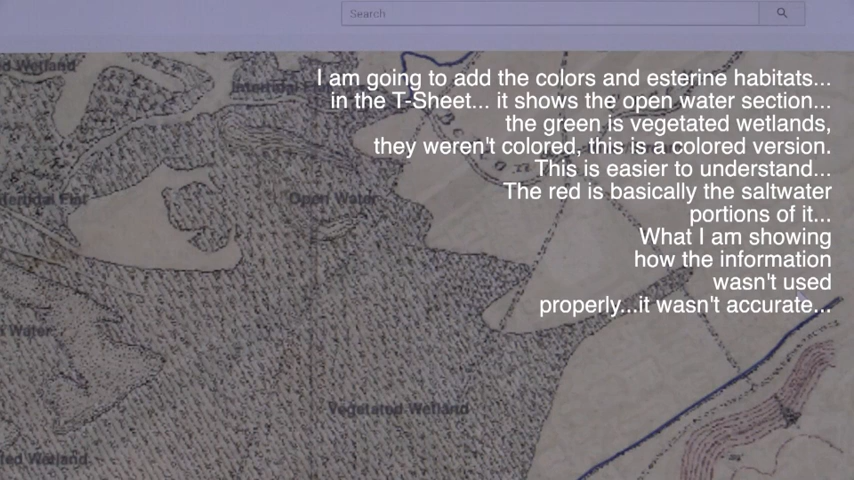 Search
ed Wetland
Intertidal Fl
I am going to add the colors and esterine habitats...
in the T-Sheet... it shows the open water section...
the green is vegetated wetlands,
they weren't colored, this is a colored version.
This is easier to understand...
The red is basically the saltwater
portions of it...
What I am showing
how the information
wasn't used
properly...it wasn't accurate...
ntertidal Flat
Open Water
Water
Vegetated Wetland
ted Wetland